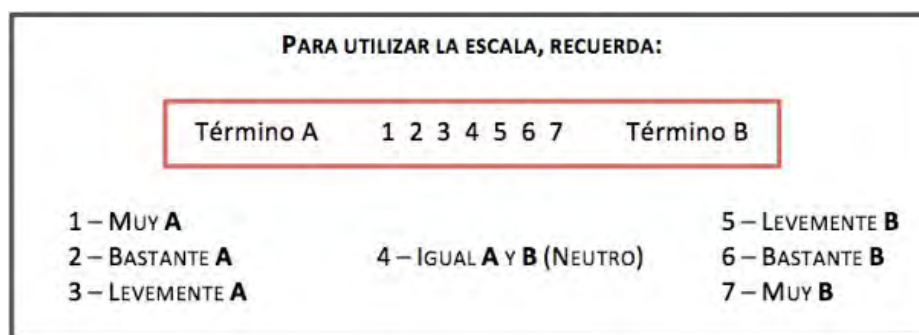 PARA UTILIZAR LA ESCALA, RECUERDA:
Término A 1 2 3 4 5 6 7 Término B
1 – MUY A
2 – BASTANTE A
3 – LEVEMENTE A
4 – IGUAL A Y B (NEUTRO)
5 – LEVEMENTE B
6 – BASTANTE B
7 – MUY B